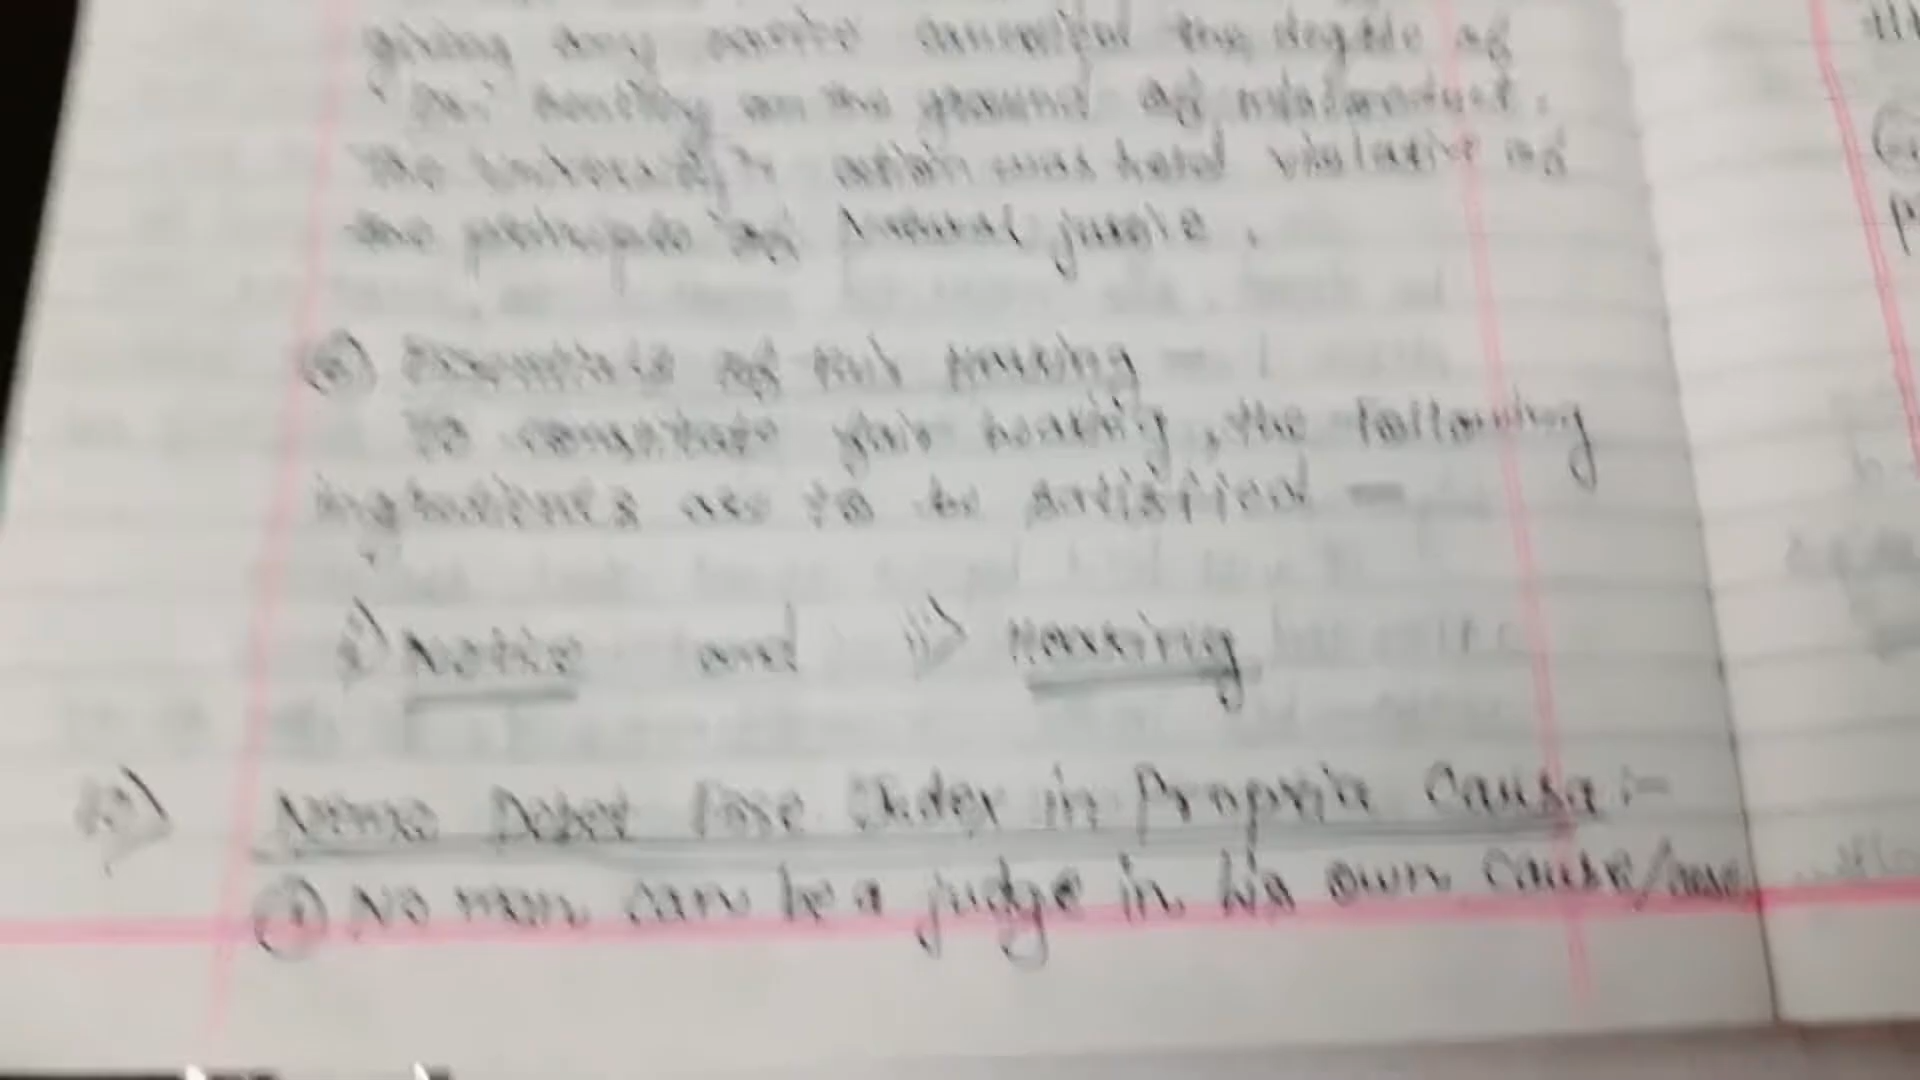 giving any notice cancelled the degree of
Dr. Bentley on the ground of misconduct.
The University's action was held violative of
the principle of Natural justice.
Essentials of fair hearing -
To constitute fair hearing, the following
ingredients are to be satisfied -
i) Notice and ii) Hearing
Nemo Debet Esse Judex in Propria Causa :-
No man can be a judge in his own cause/